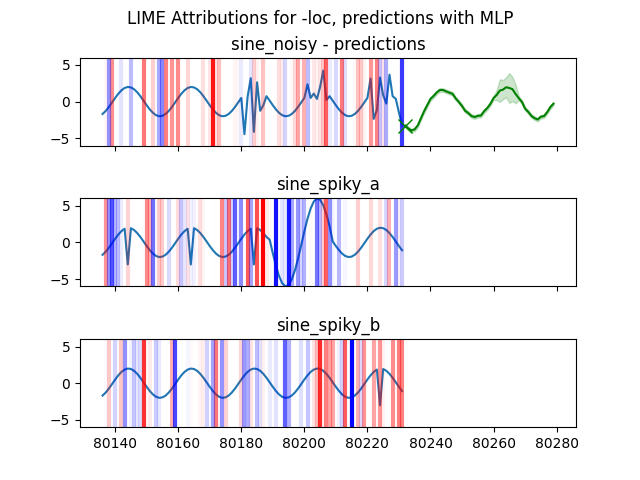 LIME Attributions for -loc, predictions with MLP
sine_noisy - predictions
5
0
−5
sine_spiky_a
5
0
−5
sine_spiky_b
5
0
−5
80140 80160 80180 80200 80220 80240 80260 80280